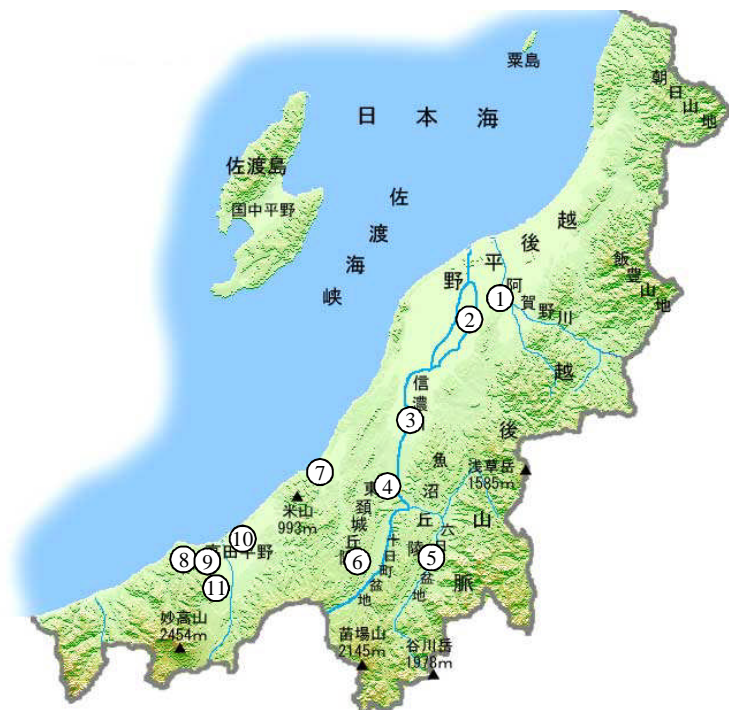 粟島
朝日山地
日本海
佐渡島
国中平野
佐渡海峡
越後平野
飯豊山地
阿賀野川
①
②
信濃
③
越後山脈
浅草岳
1585m
魚沼丘陵
④
東頸城丘陵
⑦
米山
993m
六日
盆地
⑤
十日町盆地
⑥
⑩
高田平野
⑧
⑨
⑪
妙高山
2454m
苗場山
2145m
谷川岳
1978m